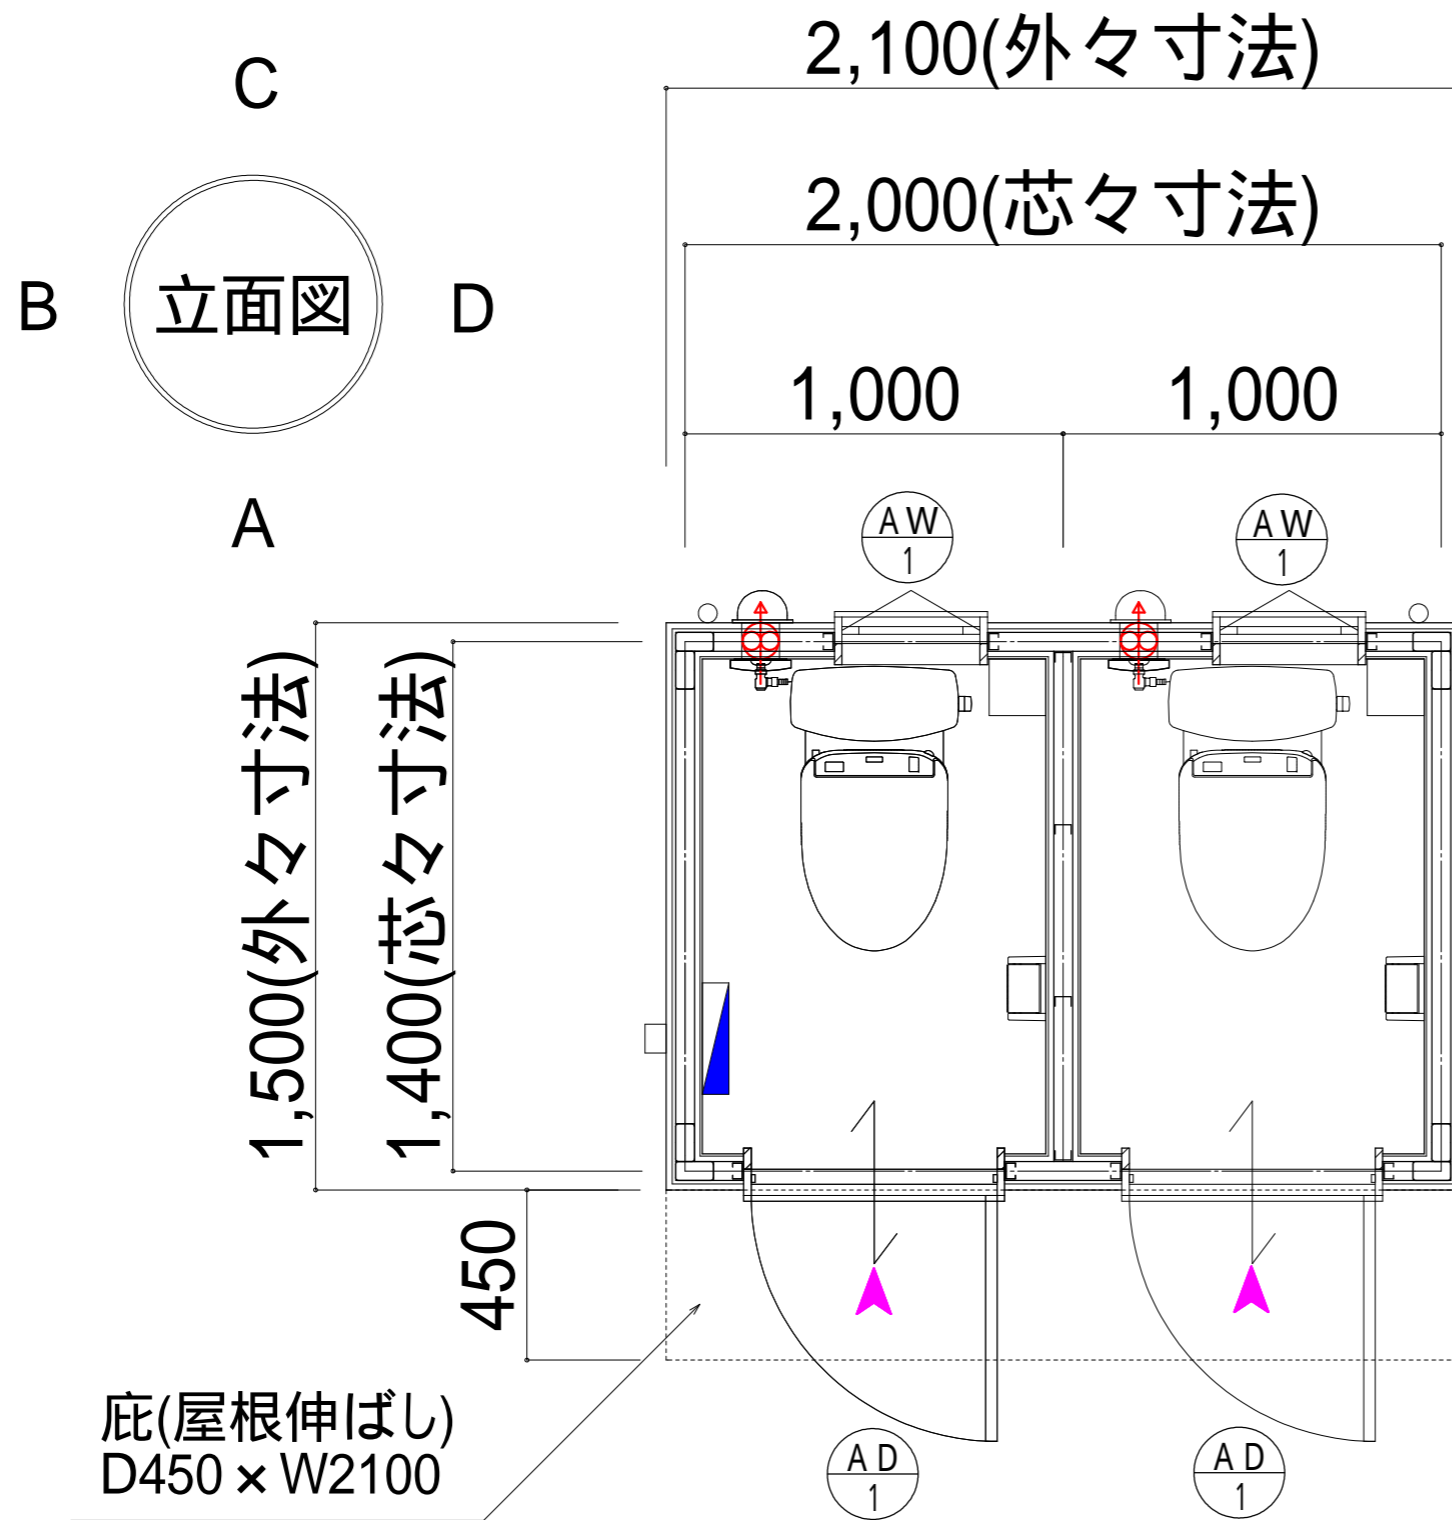 2,100(外々寸法)
C
2,000(芯々寸法)
B
立面図
D
1,000
1,000
A
AW
1
AW
1
1,500(外々寸法)
1,400(芯々寸法)
450
庇(屋根伸ばし)
D450×W2100
AD
1
AD
1